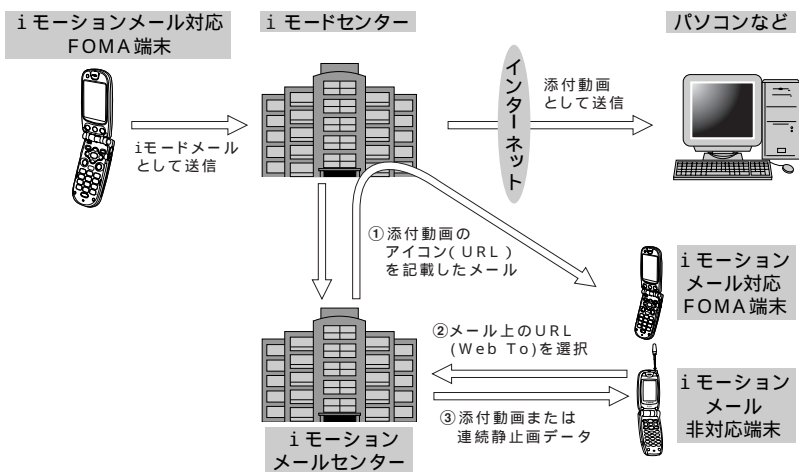 iモーションメール対応
FOMA端末
iモードセンター
パソコンなど
インターネット
添付動画
として送信
iモードメール
として送信
①添付動画の
アイコン(URL)
を記載したメール
iモーション
メール対応
FOMA端末
②メール上のURL
(Web To)を選択
③添付動画または
連続静止画データ
iモーション
メール
非対応端末
iモーション
メールセンター